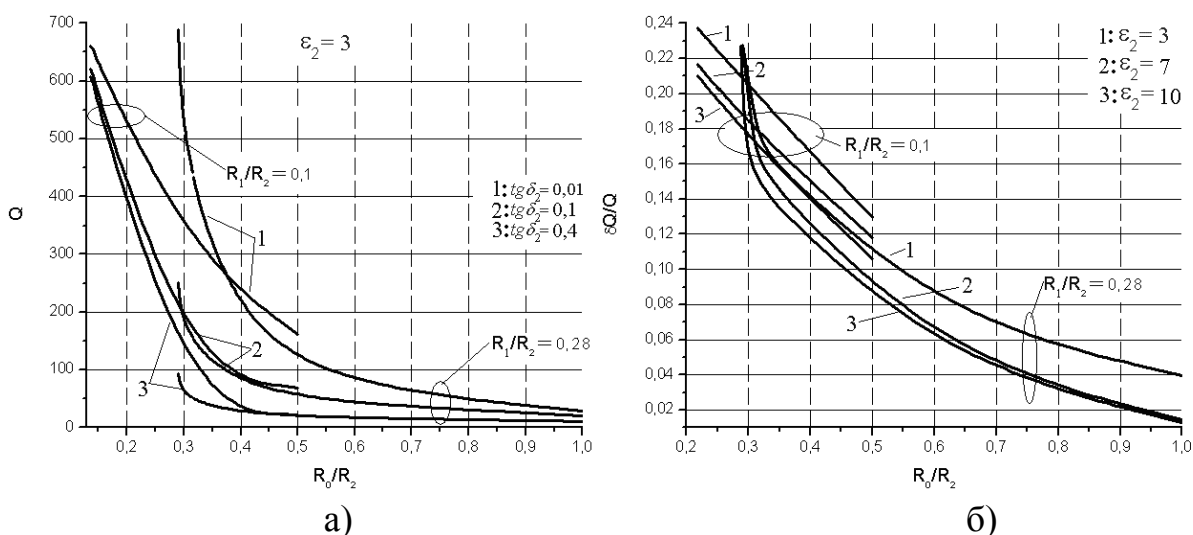 700
600
500
400
300
200
100
0
Q
0,2 0,3 0,4 0,5 0,6 0,7 0,8 0,9 1,0
R₀/R₂
ε₂ = 3
R₁/R₂ = 0,1
1: tgδ₂ = 0,01
2: tgδ₂ = 0,1
3: tgδ₂ = 0,4
1
2
3
R₁/R₂ = 0,28
а)
0,24
0,22
0,20
0,18
0,16
0,14
0,12
0,10
0,08
0,06
0,04
0,02
δQ/Q
0,2 0,3 0,4 0,5 0,6 0,7 0,8 0,9 1,0
R₀/R₂
1: ε₂ = 3
2: ε₂ = 7
3: ε₂ = 10
1
2
3
R₁/R₂ = 0,1
1
2
3
R₁/R₂ = 0,28
б)